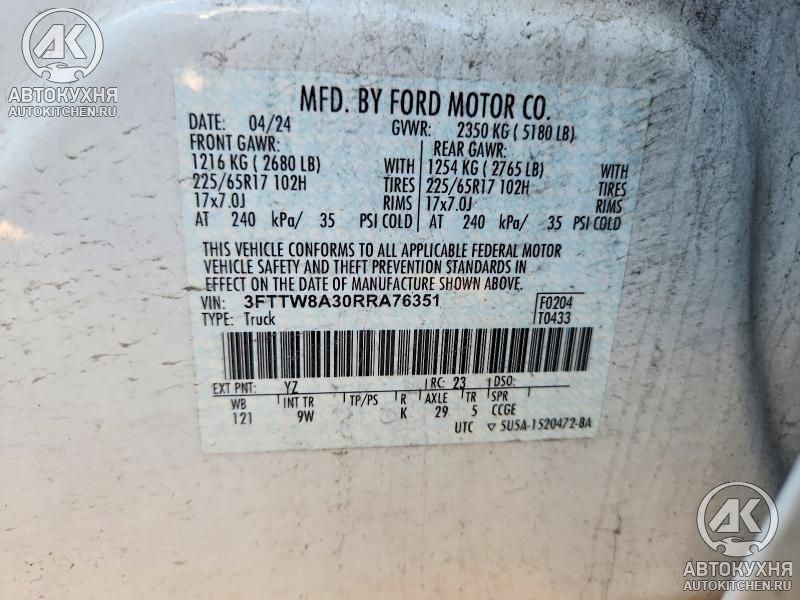 АК
АВТОКУХНЯ
AUTOKITCHEN.RU
MFD. BY FORD MOTOR CO.
DATE: 04/24 GVWR: 2350 KG ( 5180 LB)
FRONT GAWR: REAR GAWR:
1216 KG ( 2680 LB) WITH 1254 KG ( 2765 LB) WITH
225/65R17 102H TIRES 225/65R17 102H TIRES
17x7.0J RIMS 17x7.0J RIMS
AT 240 kPa/ 35 PSI COLD AT 240 kPa/ 35 PSI COLD
THIS VEHICLE CONFORMS TO ALL APPLICABLE FEDERAL MOTOR
VEHICLE SAFETY AND THEFT PREVENTION STANDARDS IN
EFFECT ON THE DATE OF MANUFACTURE SHOWN ABOVE.
VIN: 3FTTW8A30RRA76351 F0204
TYPE: Truck T0433
EXT PNT: YZ RC: 23 DSO:
WB INT TR TP/PS R AXLE TR SPR
121 9W K 29 5 CCGE
UTC ▽ 5U5A-1520472-BA
АК
АВТОКУХНЯ
AUTOKITCHEN.RU